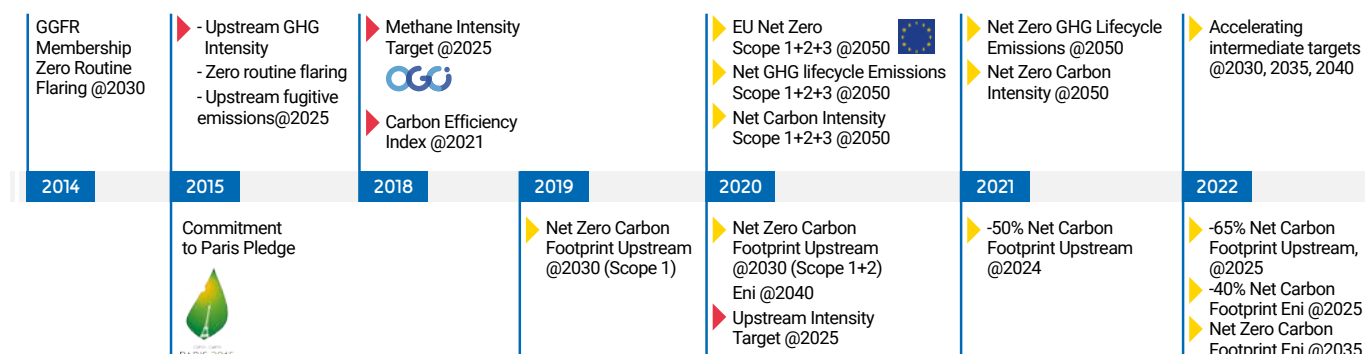 GGFR
Membership
Zero Routine
Flaring @2030
- Upstream GHG
Intensity
- Zero routine flaring
- Upstream fugitive
emissions@2025
Methane Intensity
Target @2025
OGCI
Carbon Efficiency
Index @2021
EU Net Zero
Scope 1+2+3 @2050
Net GHG lifecycle Emissions
Scope 1+2+3 @2050
Net Carbon Intensity
Scope 1+2+3 @2050
Net Zero GHG Lifecycle
Emissions @2050
Net Zero Carbon
Intensity @2050
Accelerating
intermediate targets
@2030, 2035, 2040
2014
2015
2018
2019
2020
2021
2022
Commitment
to Paris Pledge
PARIS 2015
Net Zero Carbon
Footprint Upstream
@2030 (Scope 1)
Net Zero Carbon
Footprint Upstream
@2030 (Scope 1+2)
Eni @2040
Upstream Intensity
Target @2025
-50% Net Carbon
Footprint Upstream
@2024
-65% Net Carbon
Footprint Upstream,
@2025
-40% Net Carbon
Footprint Eni @2025
Net Zero Carbon
Footprint Eni @2035